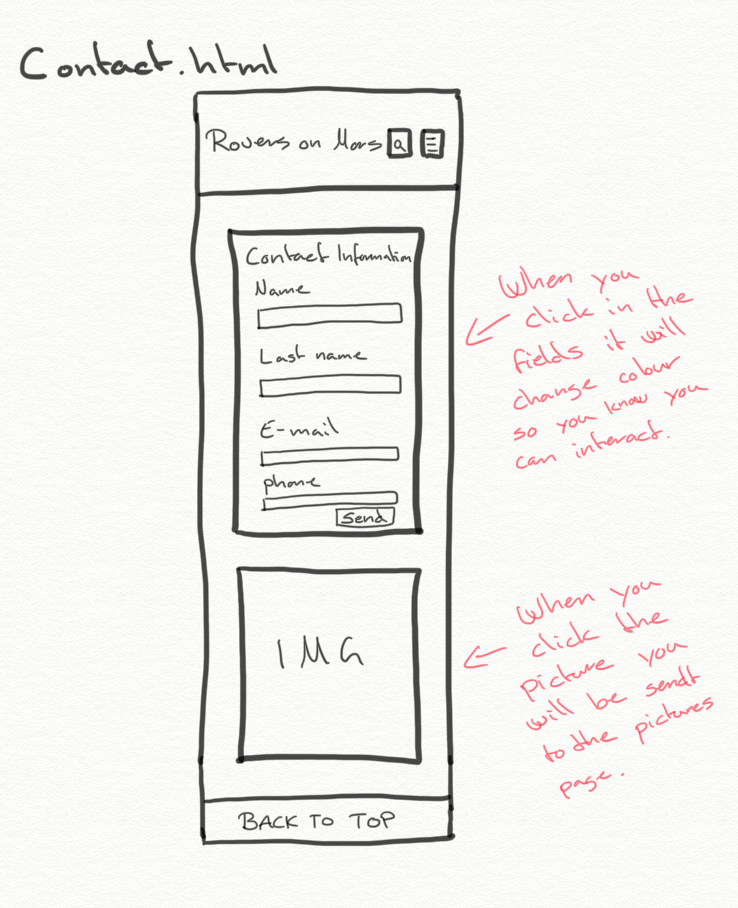 Contact.html
Rovers on Mars
Contact Information
Name
Last name
E-mail
phone
Send
When you
click in the
fields it will
change colour
so you know you
can interact.
IMG
When you
click the
picture you
will be sendt
to the pictures
page.
BACK TO TOP